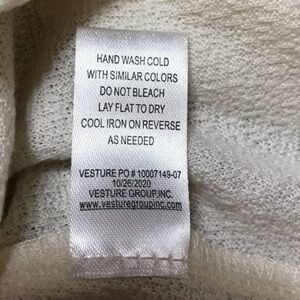 HAND WASH COLD
WITH SIMILAR COLORS
DO NOT BLEACH
LAY FLAT TO DRY
COOL IRON ON REVERSE
AS NEEDED
VESTURE PO # 10007149-07
10/26/2020
VESTURE GROUP,INC.
www.vesturegroupinc.com